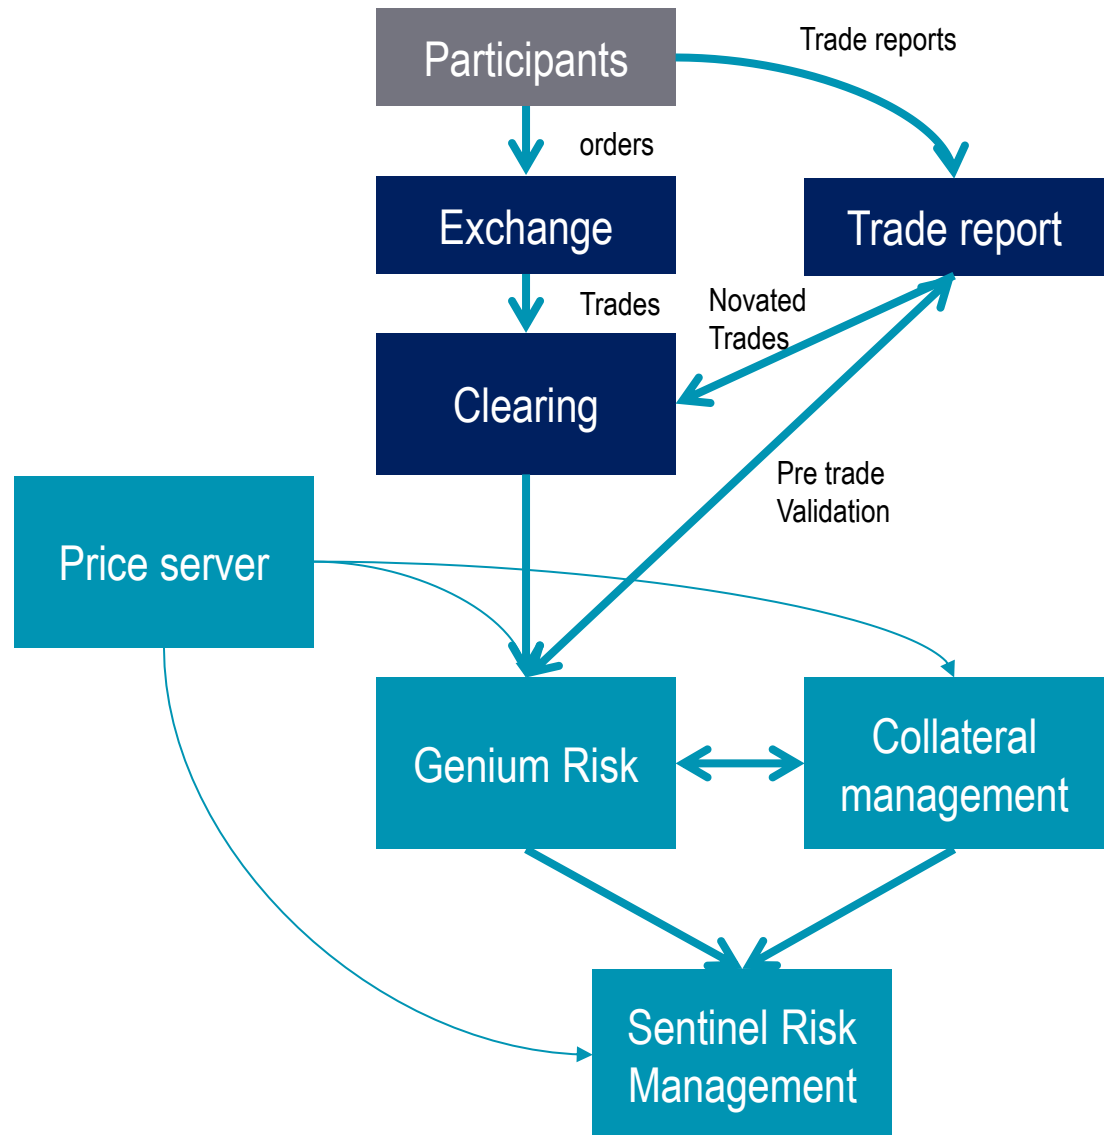 Participants
Trade reports
orders
Exchange
Trade report
Trades
Novated
Trades
Clearing
Pre trade
Validation
Price server
Genium Risk
Collateral
management
Sentinel Risk
Management